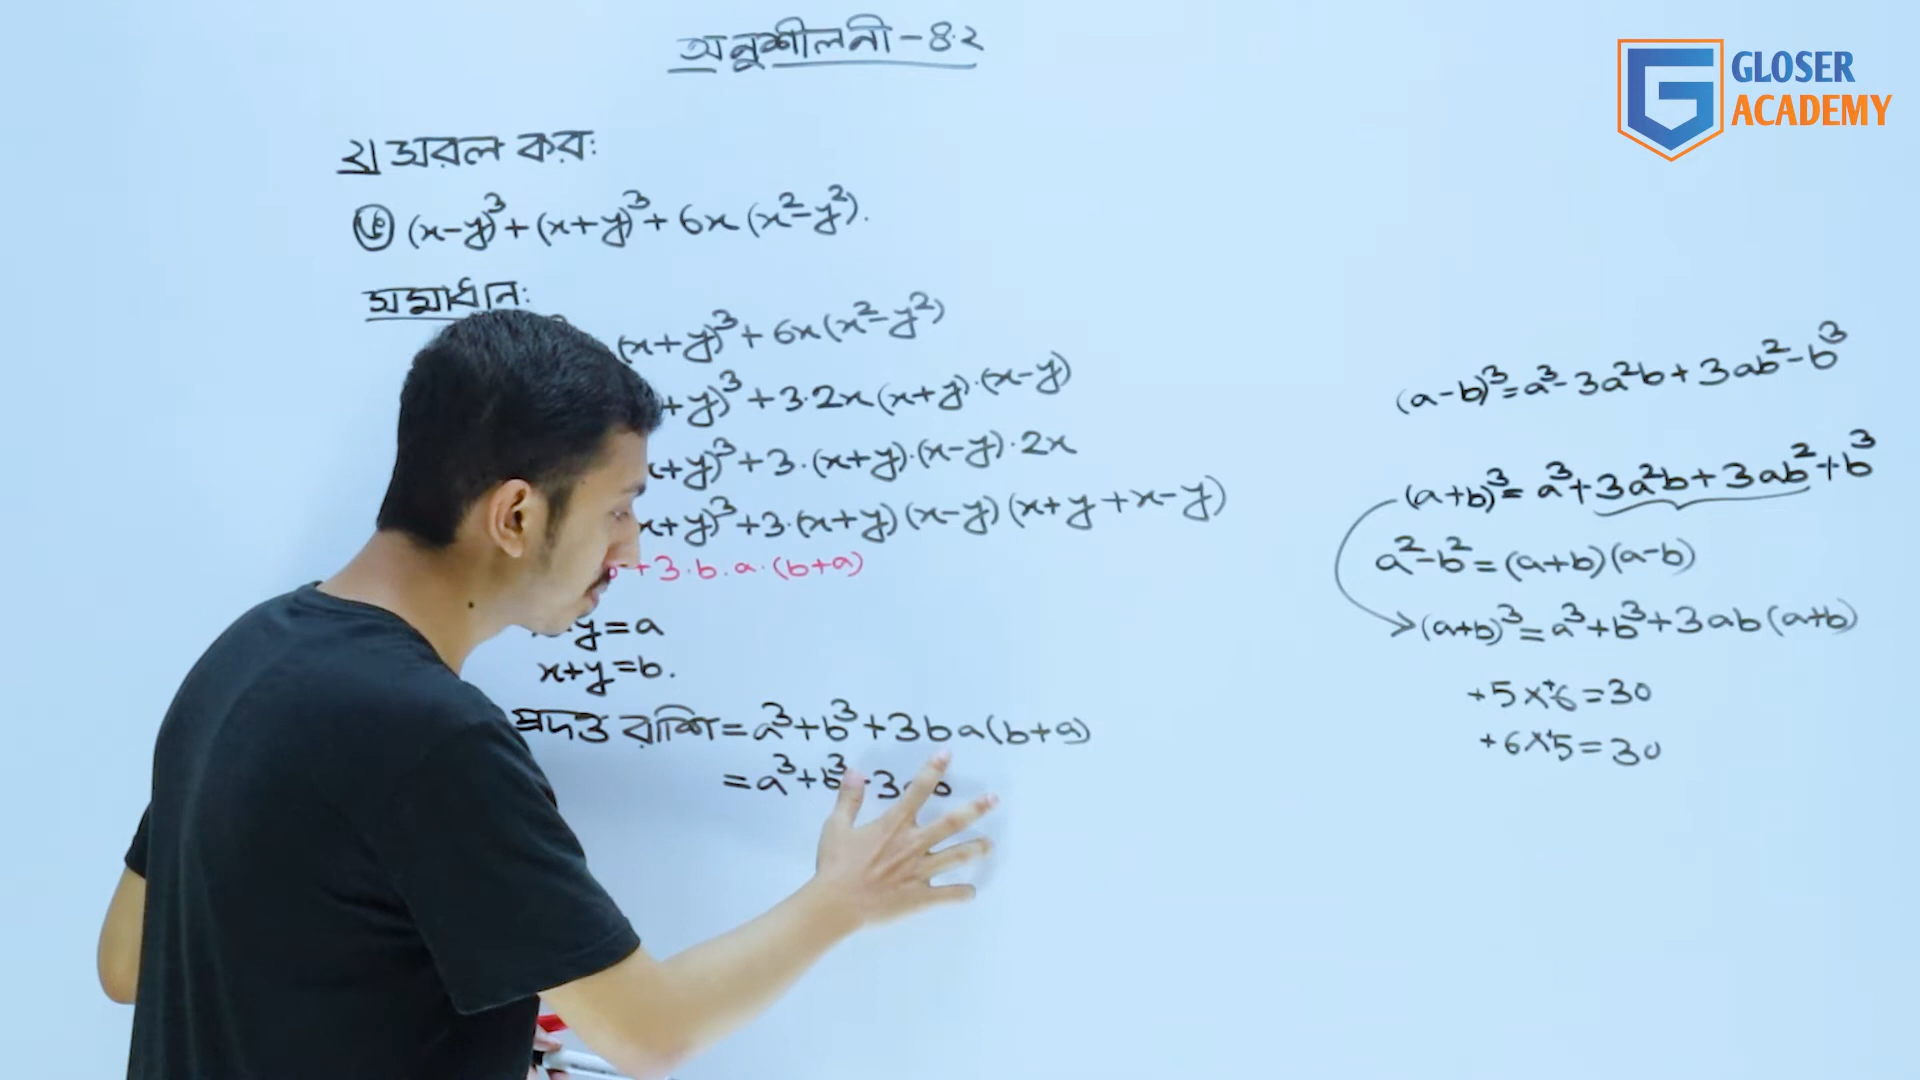 অনুশীলনী-৪.২
GLOSER
ACADEMY
২। সরল কর:
(x-y)³+(x+y)³+6x(x²-y²).
সমাধান:
(x+y)³+6x(x²-y²)
+y)³+3·2x(x+y)·(x-y)
x+y)³+3·(x+y)·(x-y)·2x
x+y)³+3·(x+y)(x-y)(x+y+x-y)
+3·b·a·(b+a)
y=a
x+y=b.
প্রদত্ত রাশি=a³+b³+3ba(b+a)
=a³+b³ 3
(a-b)³=a³-3a²b+3ab²-b³
(a+b)³=a³+3a²b+3ab²+b³
a²-b²=(a+b)(a-b)
(a+b)³=a³+b³+3ab(a+b)
+5×+6=30
+6×+5=30